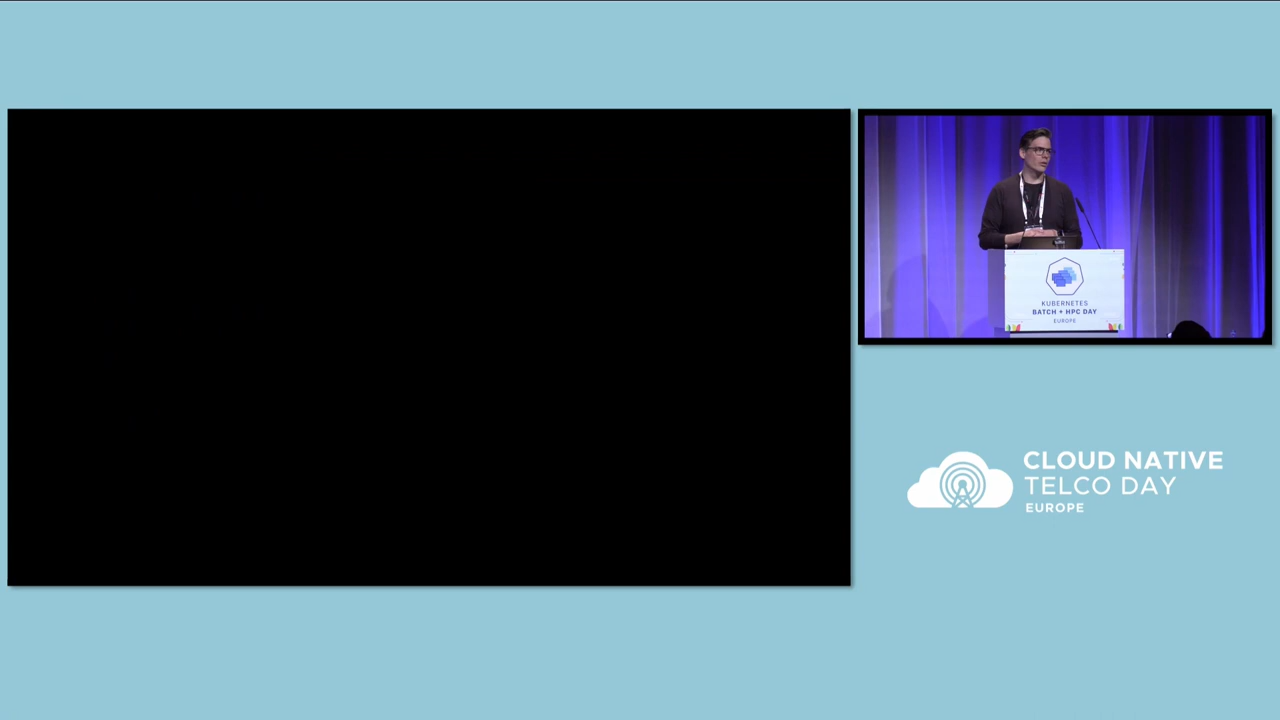 KUBERNETES
BATCH + HPC DAY
EUROPE
CLOUD NATIVE
TELCO DAY
EUROPE